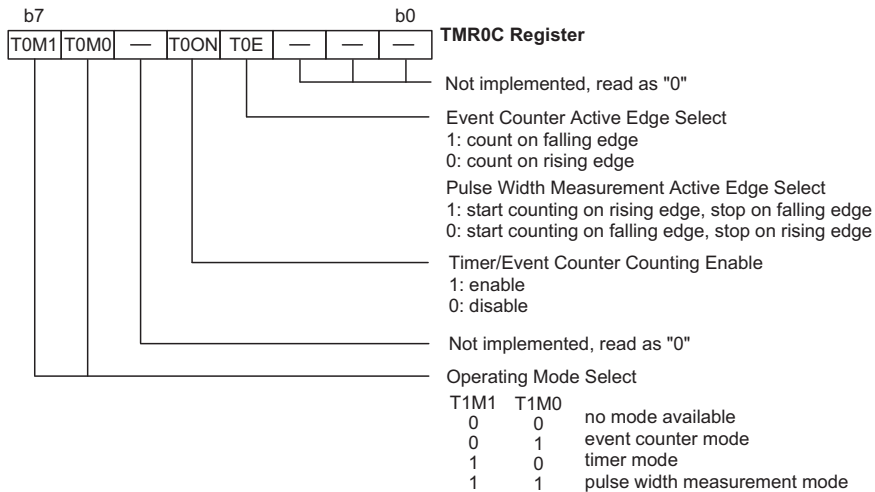 b7 b0
T0M1 T0M0 — T0ON T0E — — — TMR0C Register
Not implemented, read as "0"
Event Counter Active Edge Select
1: count on falling edge
0: count on rising edge
Pulse Width Measurement Active Edge Select
1: start counting on rising edge, stop on falling edge
0: start counting on falling edge, stop on rising edge
Timer/Event Counter Counting Enable
1: enable
0: disable
Not implemented, read as "0"
Operating Mode Select
T1M1 T1M0
0 0 no mode available
0 1 event counter mode
1 0 timer mode
1 1 pulse width measurement mode